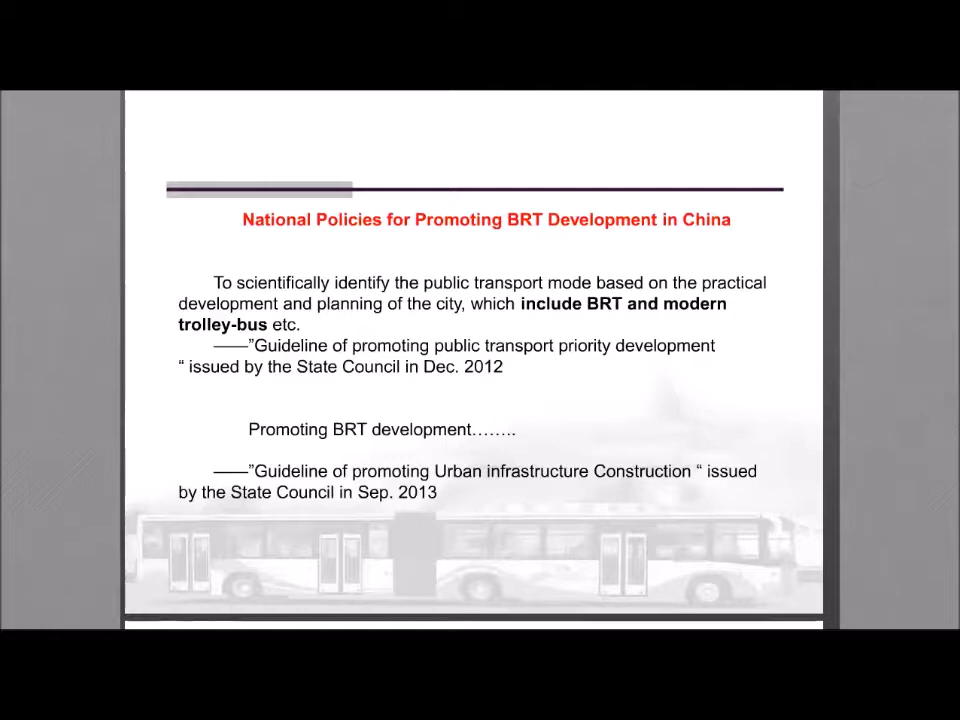 National Policies for Promoting BRT Development in China
To scientifically identify the public transport mode based on the practical
development and planning of the city, which include BRT and modern
trolley-bus etc.
——”Guideline of promoting public transport priority development
“ issued by the State Council in Dec. 2012
Promoting BRT development……..
——”Guideline of promoting Urban infrastructure Construction “ issued
by the State Council in Sep. 2013